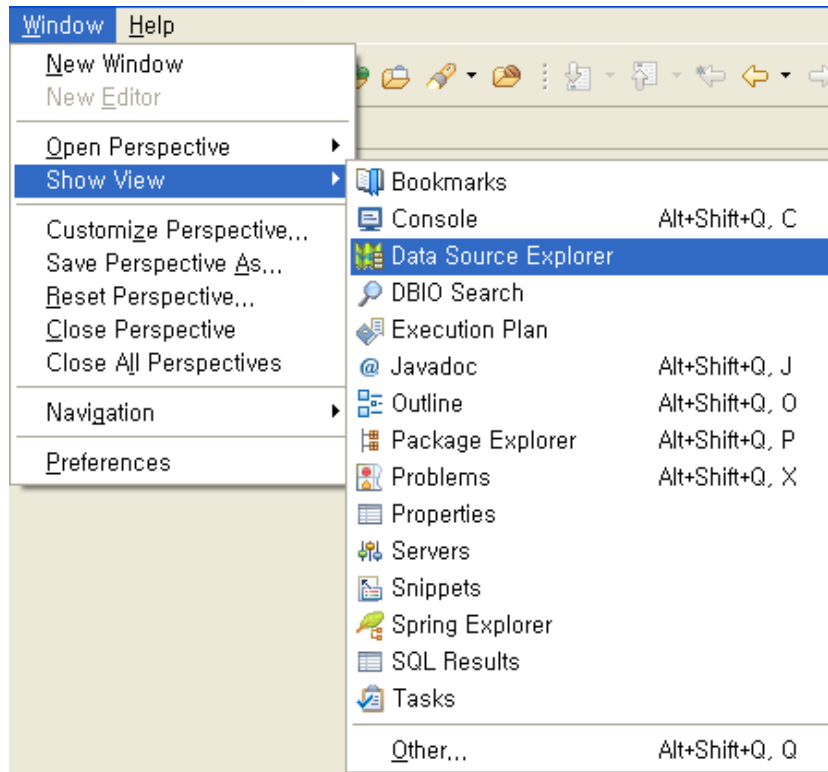 Window Help
New Window
New Editor
Open Perspective
Show View
Customize Perspective...
Save Perspective As...
Reset Perspective...
Close Perspective
Close All Perspectives
Navigation
Preferences
Bookmarks
Console Alt+Shift+Q, C
Data Source Explorer
DBIO Search
Execution Plan
Javadoc Alt+Shift+Q, J
Outline Alt+Shift+Q, O
Package Explorer Alt+Shift+Q, P
Problems Alt+Shift+Q, X
Properties
Servers
Snippets
Spring Explorer
SQL Results
Tasks
Other... Alt+Shift+Q, Q